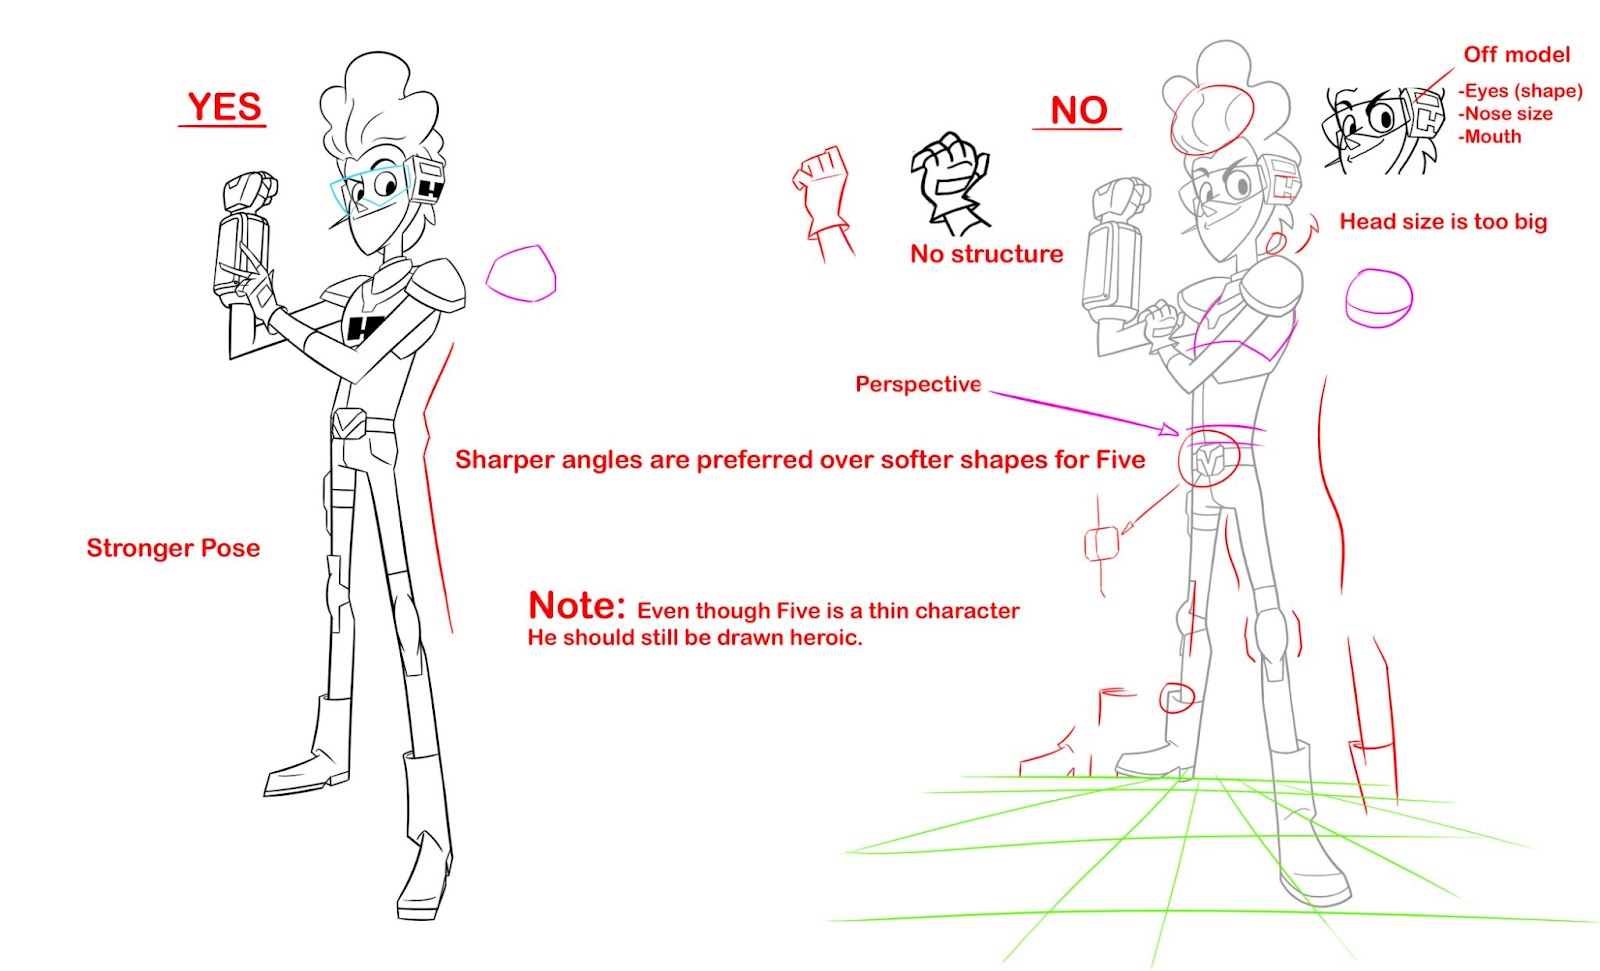 YES
NO
Off model
-Eyes (shape)
-Nose size
-Mouth
H
H
H
H
Head size is too big
No structure
Perspective
Sharper angles are preferred over softer shapes for Five
Stronger Pose
Note: Even though Five is a thin character
He should still be drawn heroic.